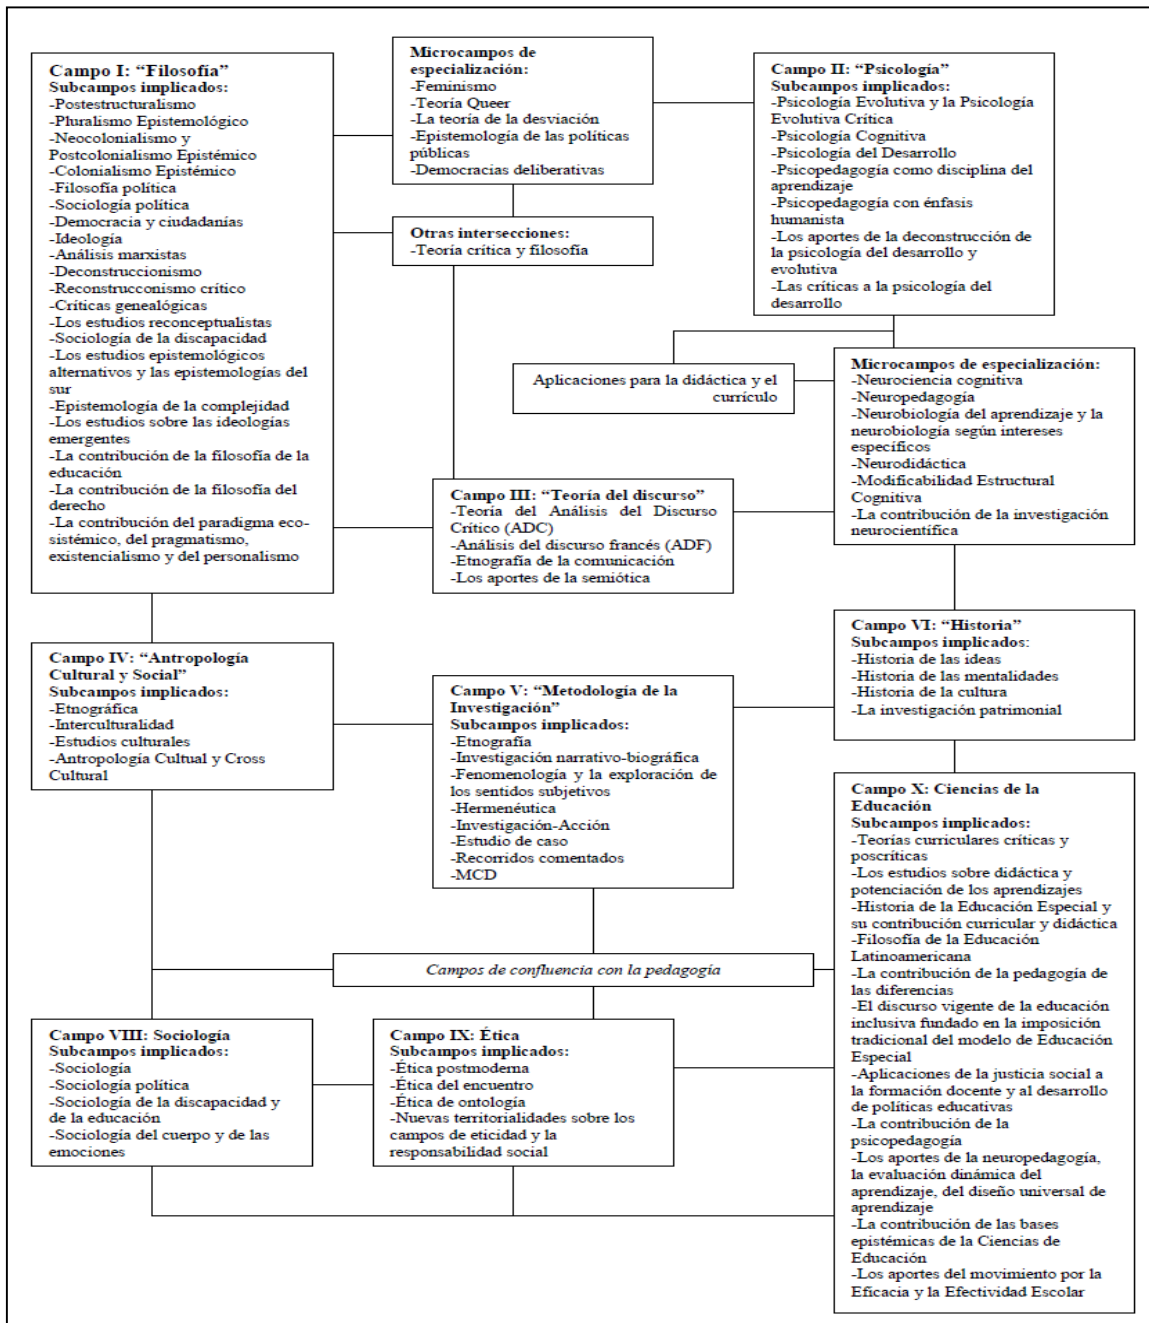 Campo I: “Filosofía”
Subcampos implicados:
-Postestructuralismo
-Pluralismo Epistemológico
-Neocolonialismo y
Postcolonialismo Epistémico
-Colonialismo Epistémico
-Filosofía política
-Sociología política
-Democracia y ciudadanías
-Ideología
-Análisis marxistas
-Deconstruccionismo
-Reconstrucconismo crítico
-Críticas genealógicas
-Los estudios reconceptualistas
-Sociología de la discapacidad
-Los estudios epistemológicos
alternativos y las epistemologías del
sur
-Epistemología de la complejidad
-Los estudios sobre las ideologías
emergentes
-La contribución de la filosofía de la
educación
-La contribución de la filosofía del
derecho
-La contribución del paradigma eco-
sistémico, del pragmatismo,
existencialismo y del personalismo
Microcampos de
especialización:
-Feminismo
-Teoría Queer
-La teoría de la desviación
-Epistemología de las políticas
públicas
-Democracias deliberativas
Otras intersecciones:
-Teoría crítica y filosofía
Campo II: “Psicología”
Subcampos implicados:
-Psicología Evolutiva y la Psicología
Evolutiva Crítica
-Psicología Cognitiva
-Psicología del Desarrollo
-Psicopedagogía como disciplina del
aprendizaje
-Psicopedagogía con énfasis
humanista
-Los aportes de la deconstrucción de
la psicología del desarrollo y
evolutiva
-Las críticas a la psicología del
desarrollo
Aplicaciones para la didáctica y el
currículo
Microcampos de especialización:
-Neurociencia cognitiva
-Neuropedagogía
-Neurobiología del aprendizaje y la
neurobiología según intereses
específicos
-Neurodidáctica
-Modificabilidad Estructural
Cognitiva
-La contribución de la investigación
neurocientífica
Campo III: “Teoría del discurso”
-Teoría del Análisis del Discurso
Crítico (ADC)
-Análisis del discurso francés (ADF)
-Etnografía de la comunicación
-Los aportes de la semiótica
Campo IV: “Antropología
Cultural y Social”
Subcampos implicados:
-Etnográfica
-Interculturalidad
-Estudios culturales
-Antropología Cultual y Cross
Cultural
Campo V: “Metodología de la
Investigación”
Subcampos implicados:
-Etnografía
-Investigación narrativo-biográfica
-Fenomenología y la exploración de
los sentidos subjetivos
-Hermenéutica
-Investigación-Acción
-Estudio de caso
-Recorridos comentados
-MCD
Campo VI: “Historia”
Subcampos implicados:
-Historia de las ideas
-Historia de las mentalidades
-Historia de la cultura
-La investigación patrimonial
Campos de confluencia con la pedagogía
Campo VIII: Sociología
Subcampos implicados:
-Sociología
-Sociología política
-Sociología de la discapacidad y
de la educación
-Sociología del cuerpo y de las
emociones
Campo IX: Ética
Subcampos implicados:
-Ética postmoderna
-Ética del encuentro
-Ética de ontología
-Nuevas territorialidades sobre los
campos de eticidad y la
responsabilidad social
Campo X: Ciencias de la
Educación
Subcampos implicados:
-Teorías curriculares críticas y
poscríticas
-Los estudios sobre didáctica y
potenciación de los aprendizajes
-Historia de la Educación Especial y
su contribución curricular y didáctica
-Filosofía de la Educación
Latinoamericana
-La contribución de la pedagogía de
las diferencias
-El discurso vigente de la educación
inclusiva fundado en la imposición
tradicional del modelo de Educación
Especial
-Aplicaciones de la justicia social a
la formación docente y al desarrollo
de políticas educativas
-La contribución de la
psicopedagogía
-Los aportes de la neuropedagogía,
la evaluación dinámica del
aprendizaje, del diseño universal de
aprendizaje
-La contribución de las bases
epistémicas de la Ciencias de
Educación
-Los aportes del movimiento por la
Eficacia y la Efectividad Escolar